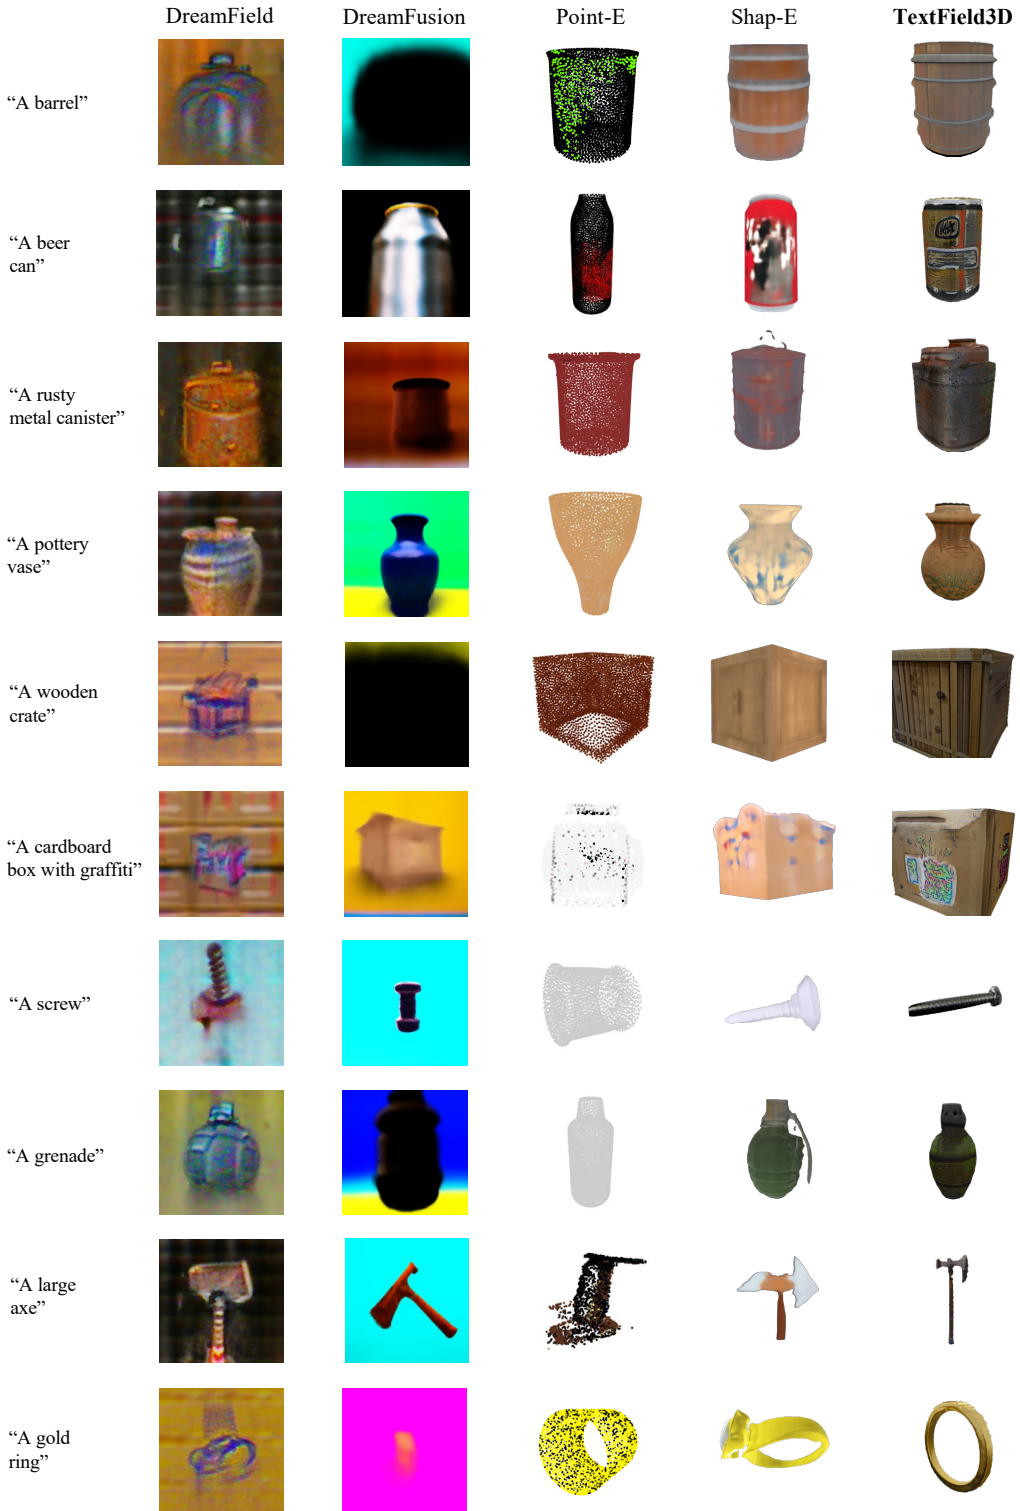 DreamField DreamFusion Point-E Shap-E TextField3D
“A barrel”
“A beer
can”
“A rusty
metal canister”
“A pottery
vase”
“A wooden
crate”
“A cardboard
box with graffiti”
“A screw”
“A grenade”
“A large
axe”
“A gold
ring”